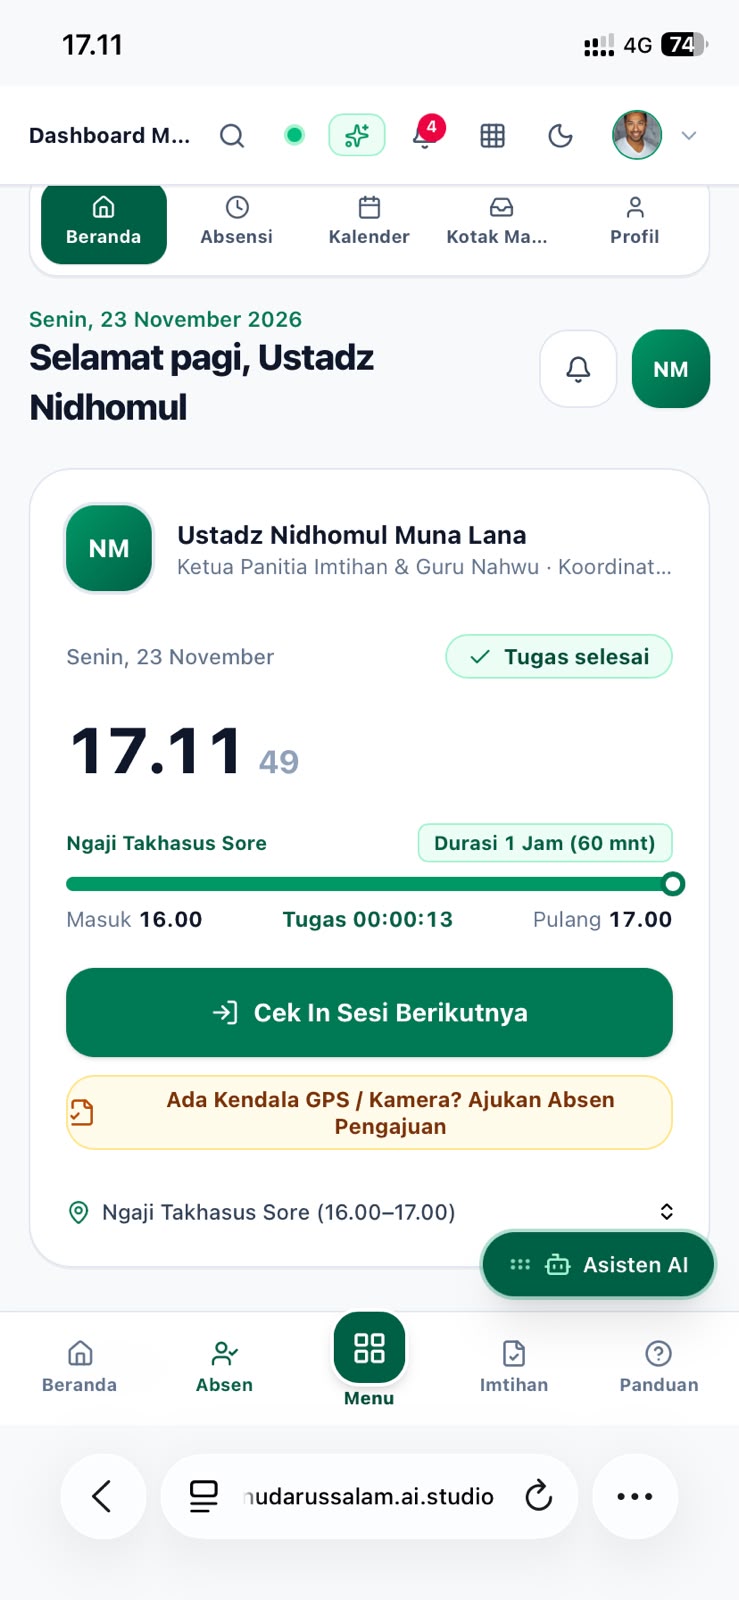 17.11
4G 74
Dashboard M...
4
Beranda
Absensi
Kalender
Kotak Ma...
Profil
Senin, 23 November 2026
Selamat pagi, Ustadz
Nidhomul
NM
NM
Ustadz Nidhomul Muna Lana
Ketua Panitia Imtihan & Guru Nahwu · Koordinat...
Senin, 23 November
Tugas selesai
17.11 49
Ngaji Takhasus Sore
Durasi 1 Jam (60 mnt)
Masuk 16.00
Tugas 00:00:13
Pulang 17.00
Cek In Sesi Berikutnya
Ada Kendala GPS / Kamera? Ajukan Absen
Pengajuan
Ngaji Takhasus Sore (16.00–17.00)
Asisten AI
Beranda
Absen
Menu
Imtihan
Panduan
nudarussalam.ai.studio